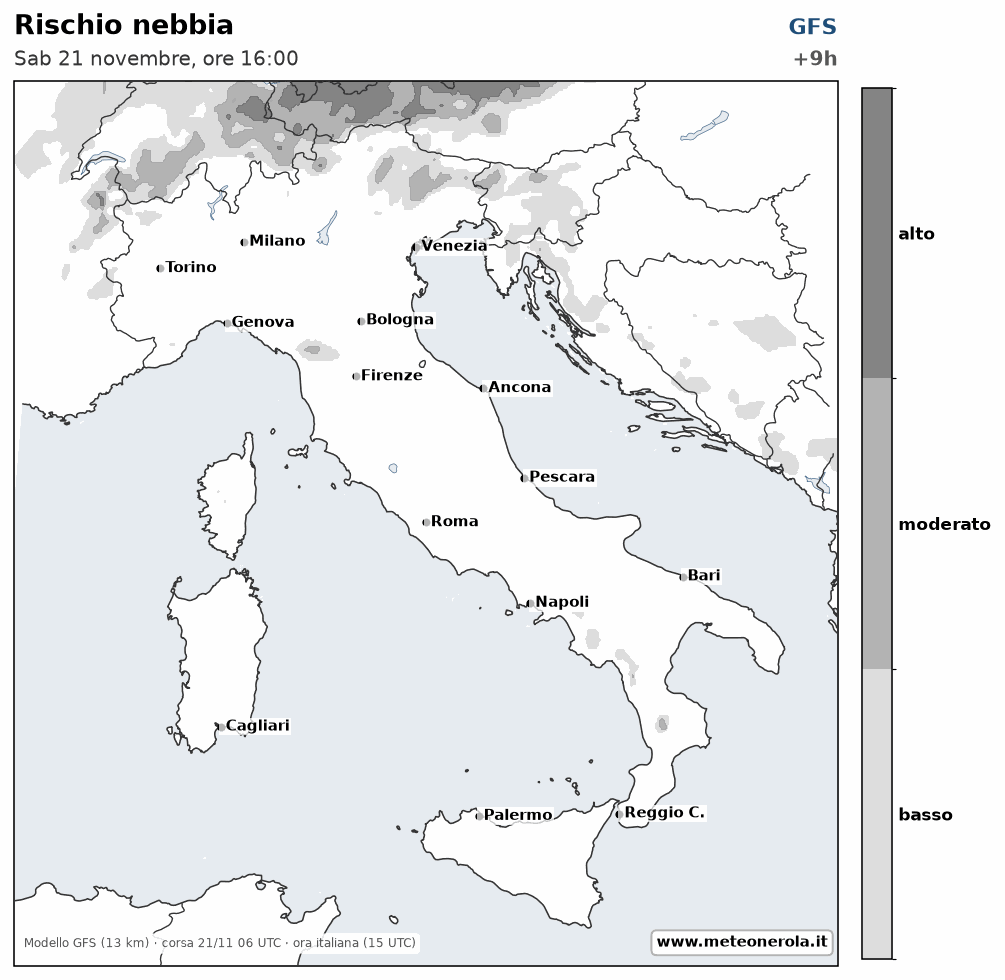 Rischio nebbia
GFS
Sab 21 novembre, ore 16:00
+9h
alto
moderato
basso
Milano
Venezia
Torino
Genova
Bologna
Firenze
Ancona
Pescara
Roma
Bari
Napoli
Cagliari
Palermo
Reggio C.
Modello GFS (13 km) · corsa 21/11 06 UTC · ora italiana (15 UTC)
www.meteonerola.it